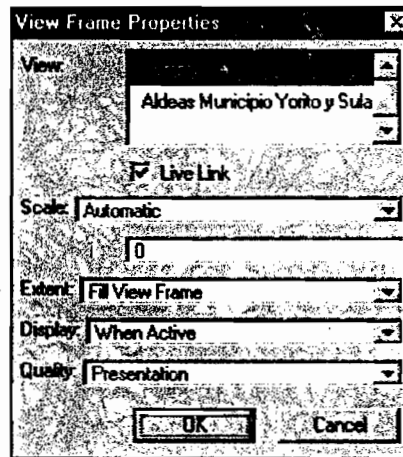 View Frame Properties
View:
Aldeas Municipio Yorito y Sula
Live Link
Scale: Automatic
0
Extent: Fill View Frame
Display: When Active
Quality: Presentation
OK Cancel